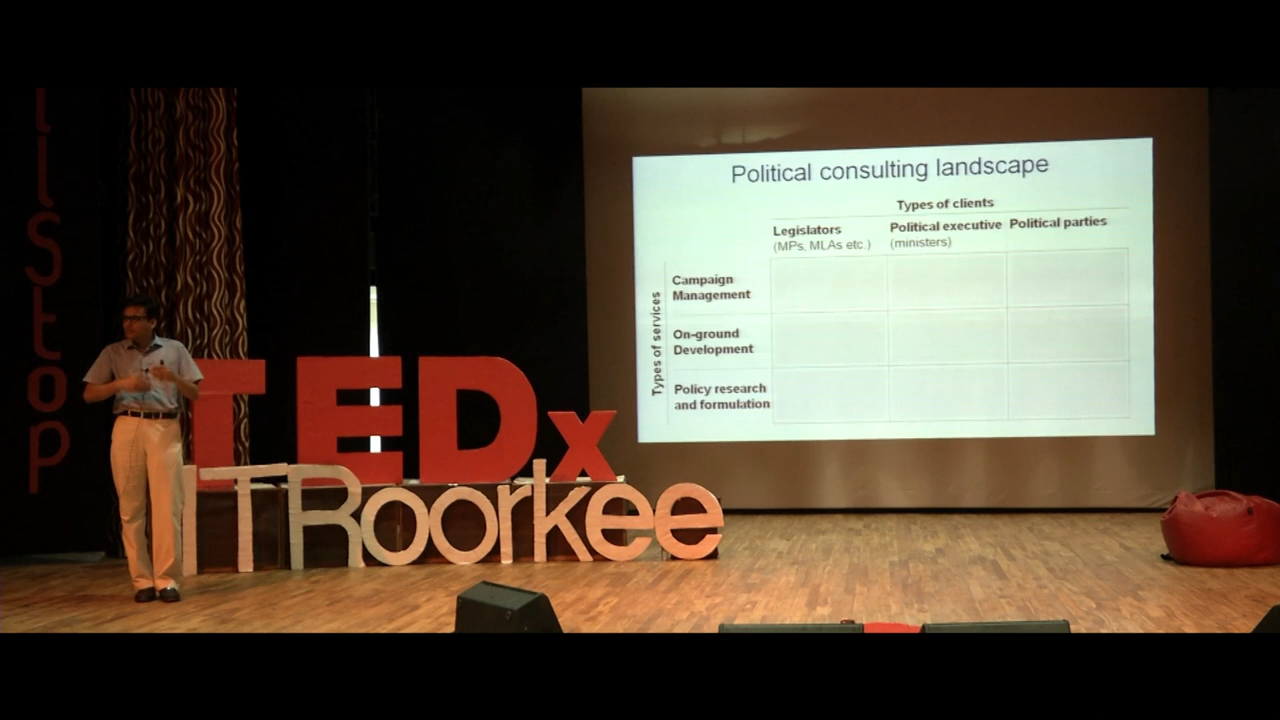 Political consulting landscape
Types of clients
Legislators
(MPs, MLAs etc.)
Political executive
(ministers)
Political parties
Types of services
Campaign
Management
On-ground
Development
Policy research
and formulation
TEDx
IITRoorkee